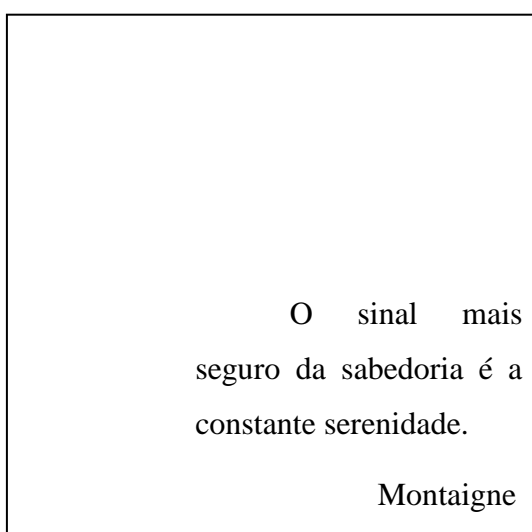 O sinal mais
seguro da sabedoria é a
constante serenidade.
Montaigne